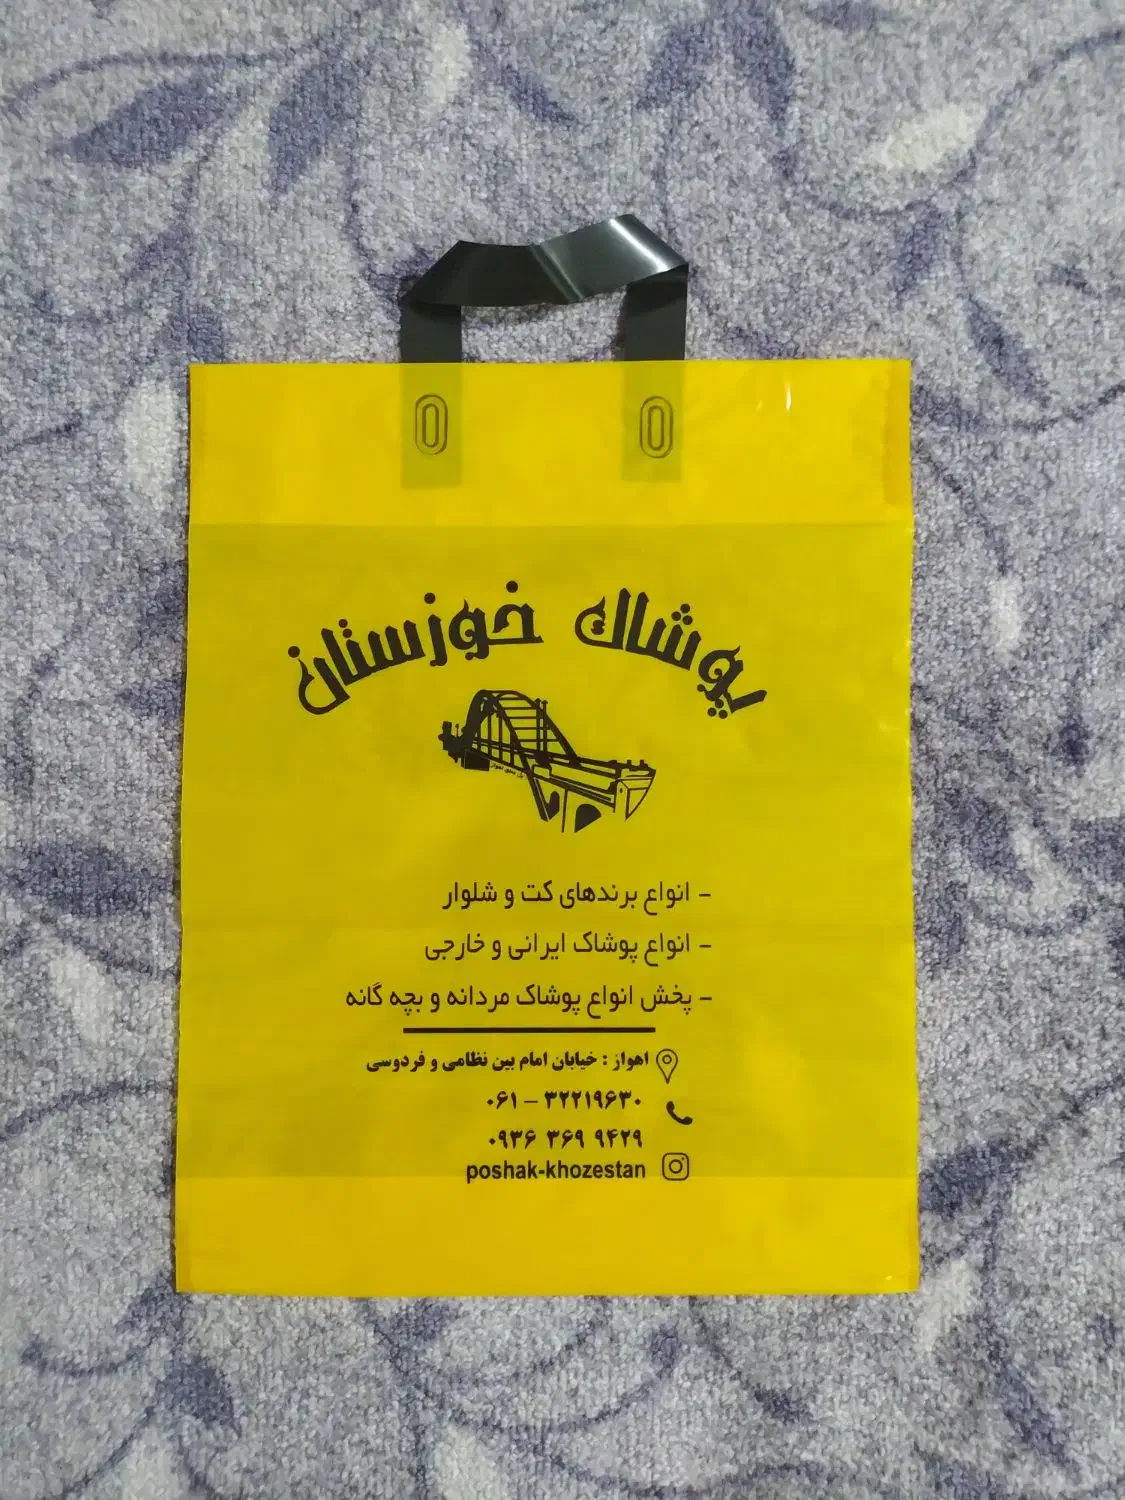 پوشاک خوزستان
- انواع برندهای کت و شلوار
- انواع پوشاک ایرانی و خارجی
- پخش انواع پوشاک مردانه و بچه گانه
اهواز : خیابان امام بین نظامی و فردوسی
۰۶۱ – ۳۲۲۱۹۶۳۰
۰۹۳۶ ۳۶۹ ۹۴۲۹
poshak-khozestan